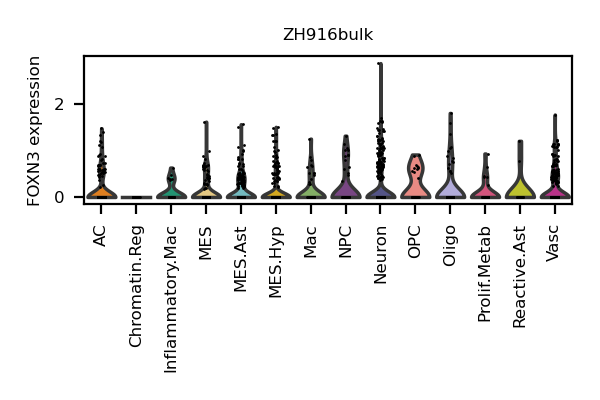 ZH916bulk
FOXN3 expression
2
0
AC
Chromatin.Reg
Inflammatory.Mac
MES
MES.Ast
MES.Hyp
Mac
NPC
Neuron
OPC
Oligo
Prolif.Metab
Reactive.Ast
Vasc